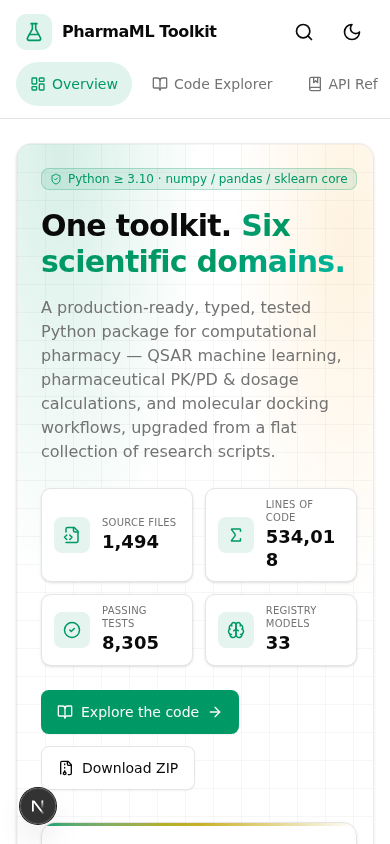 PharmaML Toolkit
Overview
Code Explorer
API Ref
Python ≥ 3.10 · numpy / pandas / sklearn core
One toolkit. Six
scientific domains.
A production-ready, typed, tested
Python package for computational
pharmacy — QSAR machine learning,
pharmaceutical PK/PD & dosage
calculations, and molecular docking
workflows, upgraded from a flat
collection of research scripts.
SOURCE FILES
1,494
LINES OF
CODE
534,01
8
PASSING
TESTS
8,305
REGISTRY
MODELS
33
Explore the code
Download ZIP
N